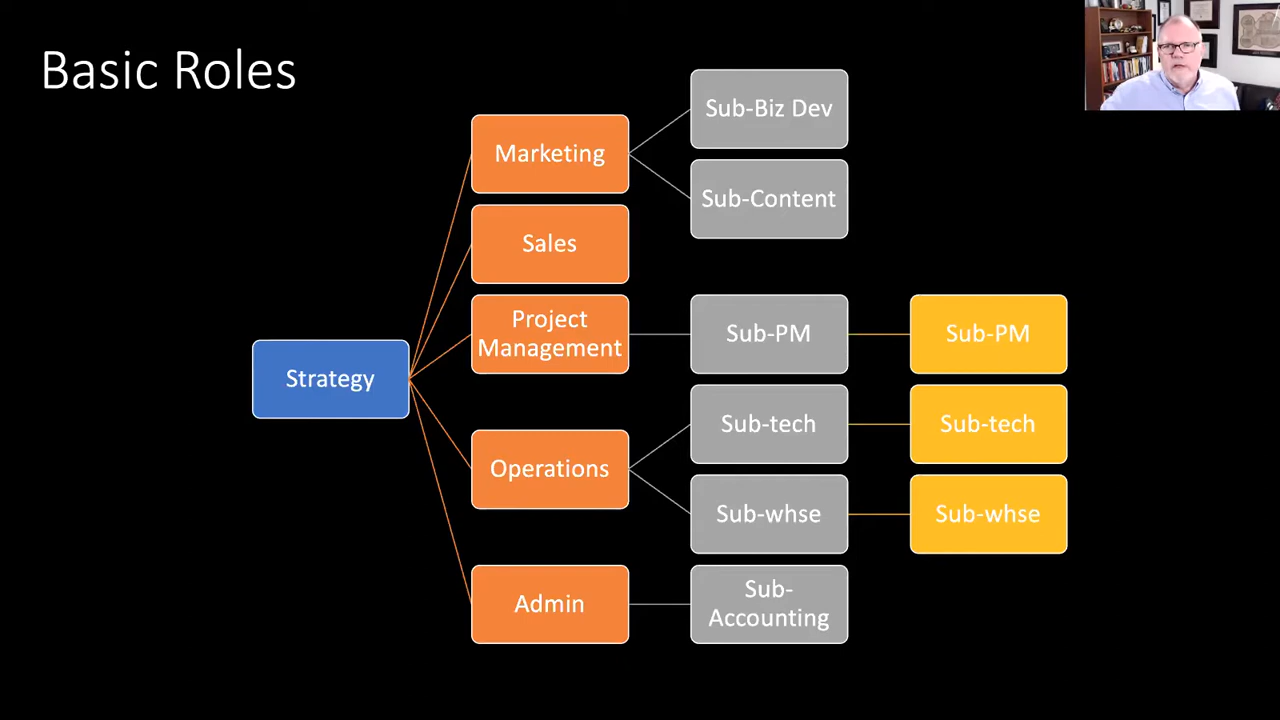 Basic Roles
Strategy
Marketing
Sales
Project
Management
Operations
Admin
Sub-Biz Dev
Sub-Content
Sub-PM
Sub-tech
Sub-whse
Sub-
Accounting
Sub-PM
Sub-tech
Sub-whse